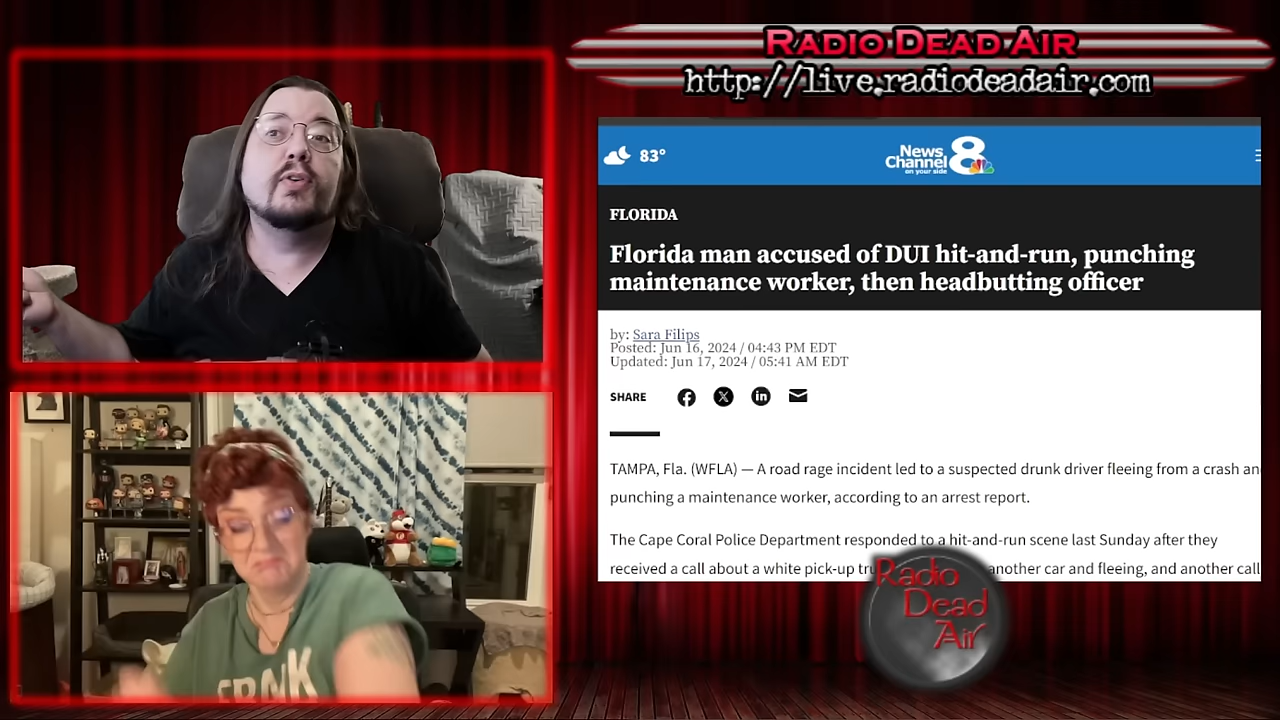 Radio Dead Air
http://live.radiodeadair.com
83°
News
Channel 8
on your side
FLORIDA
Florida man accused of DUI hit-and-run, punching
maintenance worker, then headbutting officer
by: Sara Filips
Posted: Jun 16, 2024 / 04:43 PM EDT
Updated: Jun 17, 2024 / 05:41 AM EDT
SHARE
TAMPA, Fla. (WFLA) — A road rage incident led to a suspected drunk driver fleeing from a crash an
punching a maintenance worker, according to an arrest report.
The Cape Coral Police Department responded to a hit-and-run scene last Sunday after they
received a call about a white pick-up tr another car and fleeing, and another call
Radio
Dead
Air